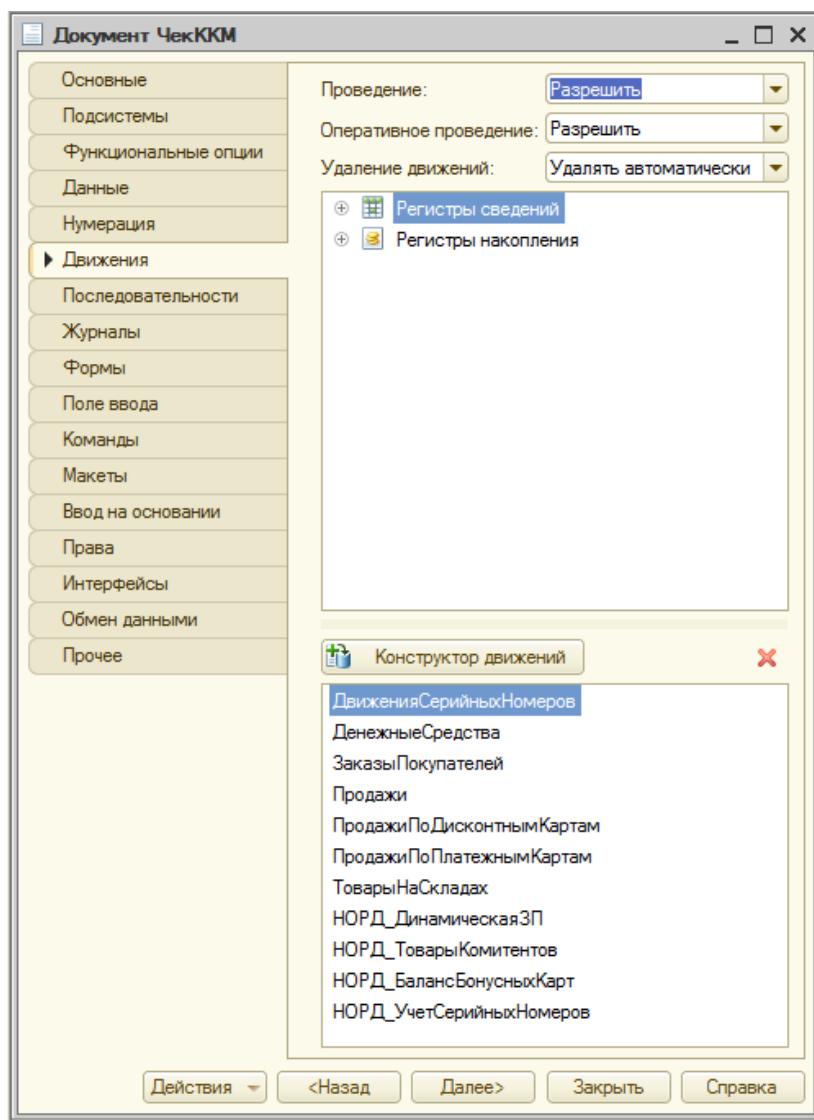 Документ ЧекККМ
Основные
Подсистемы
Функциональные опции
Данные
Нумерация
Движения
Последовательности
Журналы
Формы
Поле ввода
Команды
Макеты
Ввод на основании
Права
Интерфейсы
Обмен данными
Прочее
Проведение: Разрешить
Оперативное проведение: Разрешить
Удаление движений: Удалять автоматически
Регистры сведений
Регистры накопления
Конструктор движений
ДвиженияСерийныхНомеров
ДенежныеСредства
ЗаказыПокупателей
Продажи
ПродажиПоДисконтнымКартам
ПродажиПоПлатежнымКартам
ТоварыНаСкладах
НОРД_ДинамическаяЗП
НОРД_ТоварыКомитентов
НОРД_БалансБонусныхКарт
НОРД_УчетСерийныхНомеров
Действия <Назад Далее> Закрыть Справка